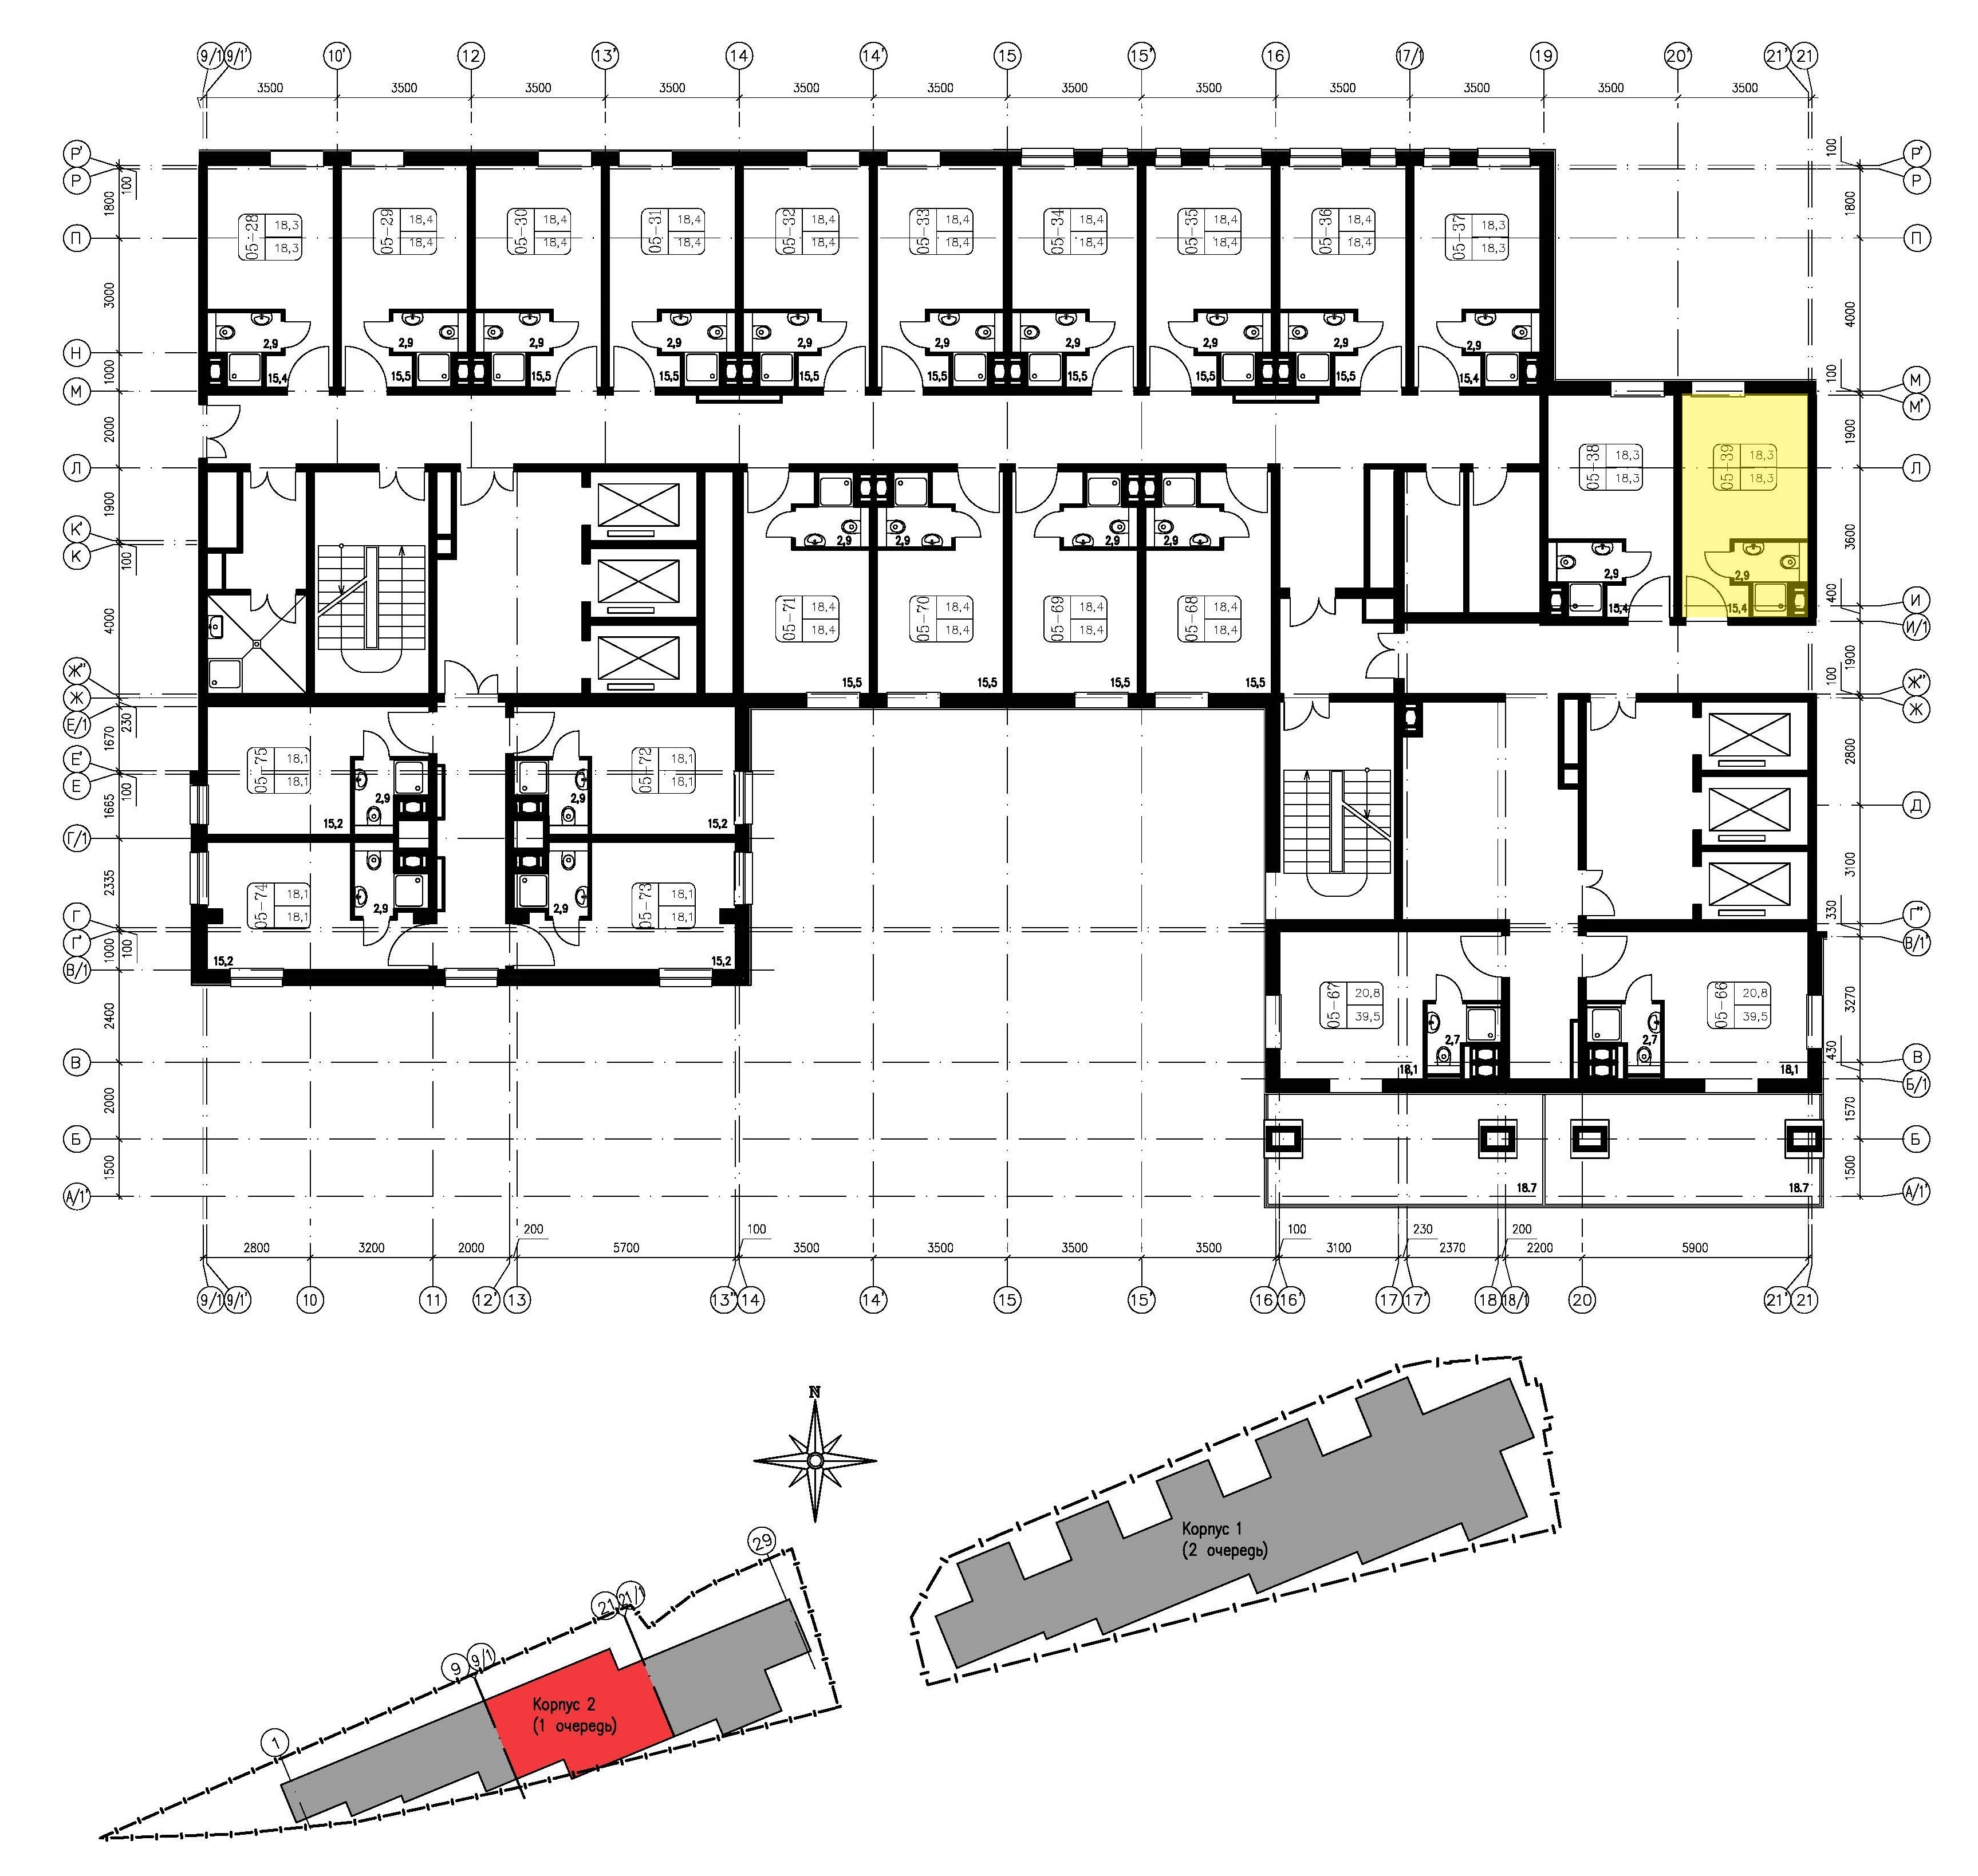 9/1 9/1' 10' 12 13' 14 14' 15 15' 16 17/1 19 20' 21' 21
3500 3500 3500 3500 3500 3500 3500 3500 3500 3500 3500 3500
Р' 100 100 Р'
Р Р
1800 1800
05-28 18,3 18,3
05-29 18,4 18,4
05-30 18,4 18,4
05-31 18,4 18,4
05-32 18,4 18,4
05-33 18,4 18,4
05-34 18,4 18,4
05-35 18,4 18,4
05-36 18,4 18,4
05-37 18,3 18,3
П П
3000 4000
2,9 2,9 2,9 2,9 2,9 2,9 2,9 2,9 2,9 2,9
Н
1000 100
15,4 15,5 15,5 15,5 15,5 15,5 15,5 15,5 15,5 15,4
М М
М'
2000 1900
05-38 18,3 18,3
05-39 18,3 18,3
Л Л
1900 3600
К'
К
100
2,9 2,9 2,9 2,9
2,9 2,9
400
15,4 15,4
И
И/1
4000 1900
05-71 18,4 18,4
05-70 18,4 18,4
05-69 18,4 18,4
05-68 18,4 18,4
15,5 15,5 15,5 15,5
100
Ж'' Ж''
Ж Ж
Е/1
230
1670 2800
05-75 18,1 18,1
05-72 18,1 18,1
Е'
Е
100
1665
2,9 2,9
15,2 15,2
Д
Г/1
2335 3100
05-74 18,1 18,1
05-73 18,1 18,1
2,9 2,9
Г Г''
330
Г' В/1'
1000 100
15,2 15,2
В/1
2400 3270
05-67 20,8 39,5
05-66 20,8 39,5
2,7 2,7
430
18,1 18,1
В В
Б/1
2000 1570
Б Б
1500 1500
18.7 18.7
А/1' А/1'
200 100 100 230 200
2800 3200 2000 5700 3500 3500 3500 3500 3100 2370 2200 5900
9/1 9/1' 10 11 12' 13 13'' 14 14' 15 15' 16 16' 17 17' 18 18/1 20 21' 21
N
Корпус 1
(2 очередь)
29
21 21/1
9 9/1
Корпус 2
(1 очередь)
1